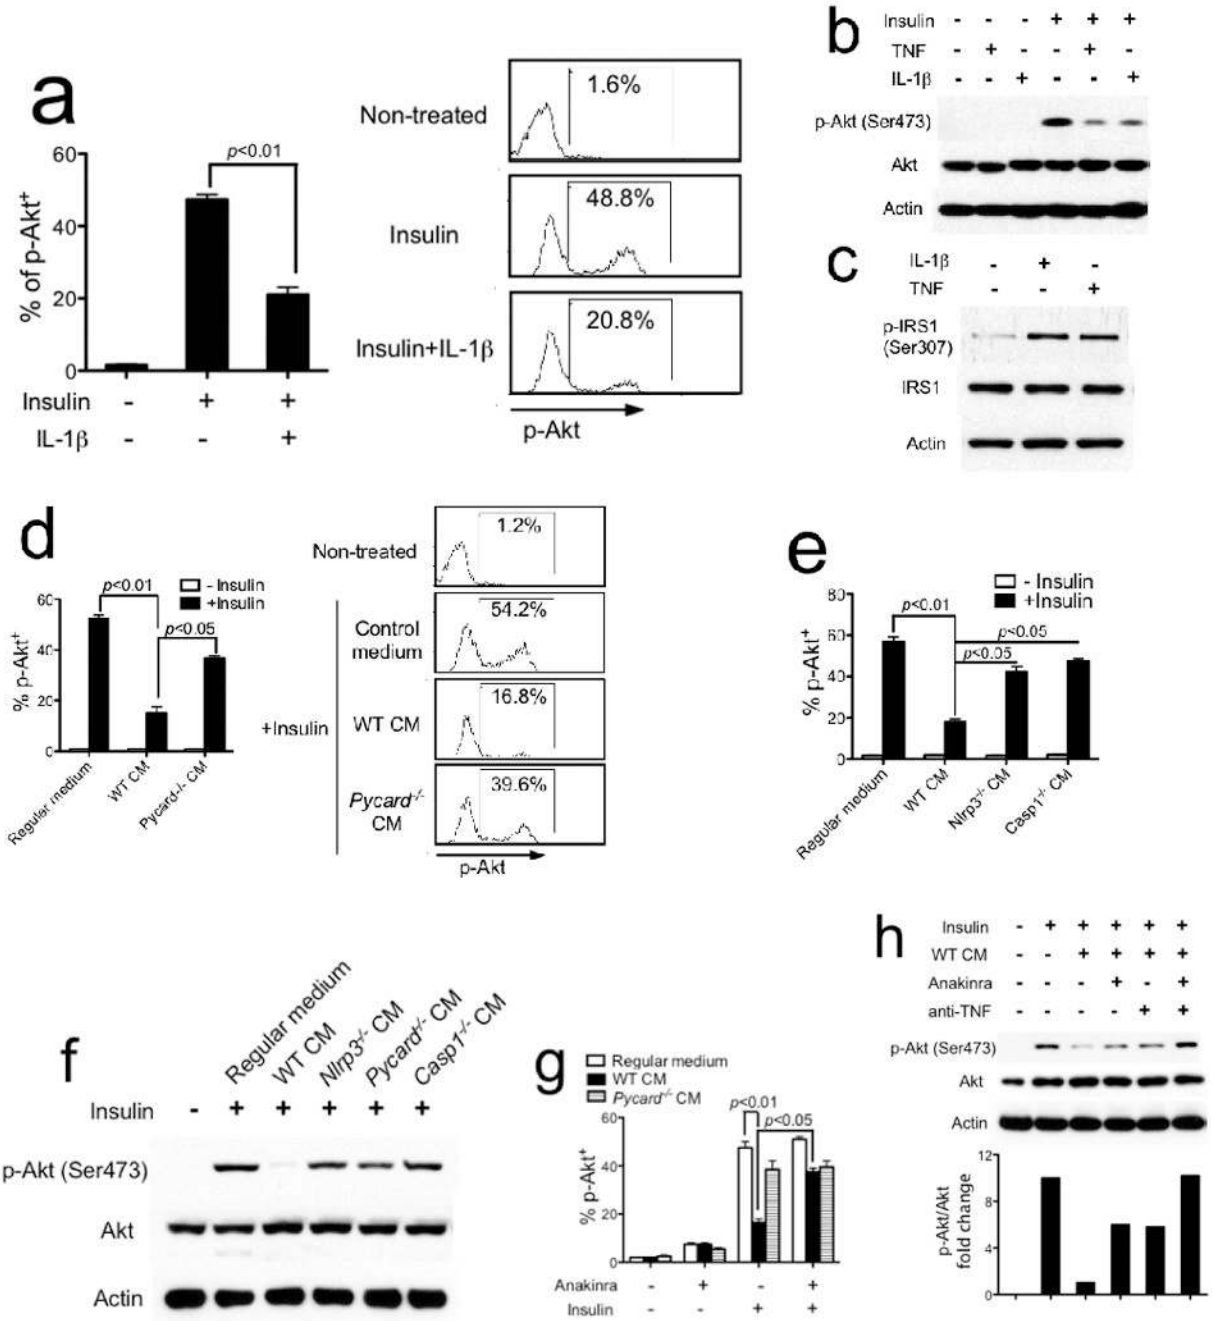 a
60
40
20
0
% of p-Akt⁺
p<0.01
Insulin - + +
IL-1β - - +
Non-treated
1.6%
Insulin
48.8%
Insulin+IL-1β
20.8%
p-Akt
b
Insulin - - - + + +
TNF - + - - + -
IL-1β - - + - - +
p-Akt (Ser473)
Akt
Actin
c
IL-1β - + -
TNF - - +
p-IRS1
(Ser307)
IRS1
Actin
d
- Insulin
+Insulin
p<0.01
p<0.05
60
40
20
0
% p-Akt⁺
Regular medium
WT CM
Pycard-/- CM
Non-treated
1.2%
+Insulin
Control
medium
54.2%
WT CM
16.8%
Pycard⁻/⁻
CM
39.6%
p-Akt
e
- Insulin
+Insulin
80
60
40
20
0
% p-Akt⁺
p<0.01
p<0.05
p<0.05
Regular medium
WT CM
Nlrp3⁻/⁻ CM
Casp1⁻/⁻ CM
f
Regular medium
WT CM
Nlrp3⁻/⁻ CM
Pycard⁻/⁻ CM
Casp1⁻/⁻ CM
Insulin - + + + + +
p-Akt (Ser473)
Akt
Actin
g
Regular medium
WT CM
Pycard⁻/⁻ CM
p<0.01
p<0.05
60
40
20
0
% p-Akt⁺
Anakinra - + - +
Insulin - - + +
h
Insulin - + + + + +
WT CM - - + + + +
Anakinra - - - + - +
anti-TNF - - - - + +
p-Akt (Ser473)
Akt
Actin
12
8
4
0
p-Akt/Akt
fold change